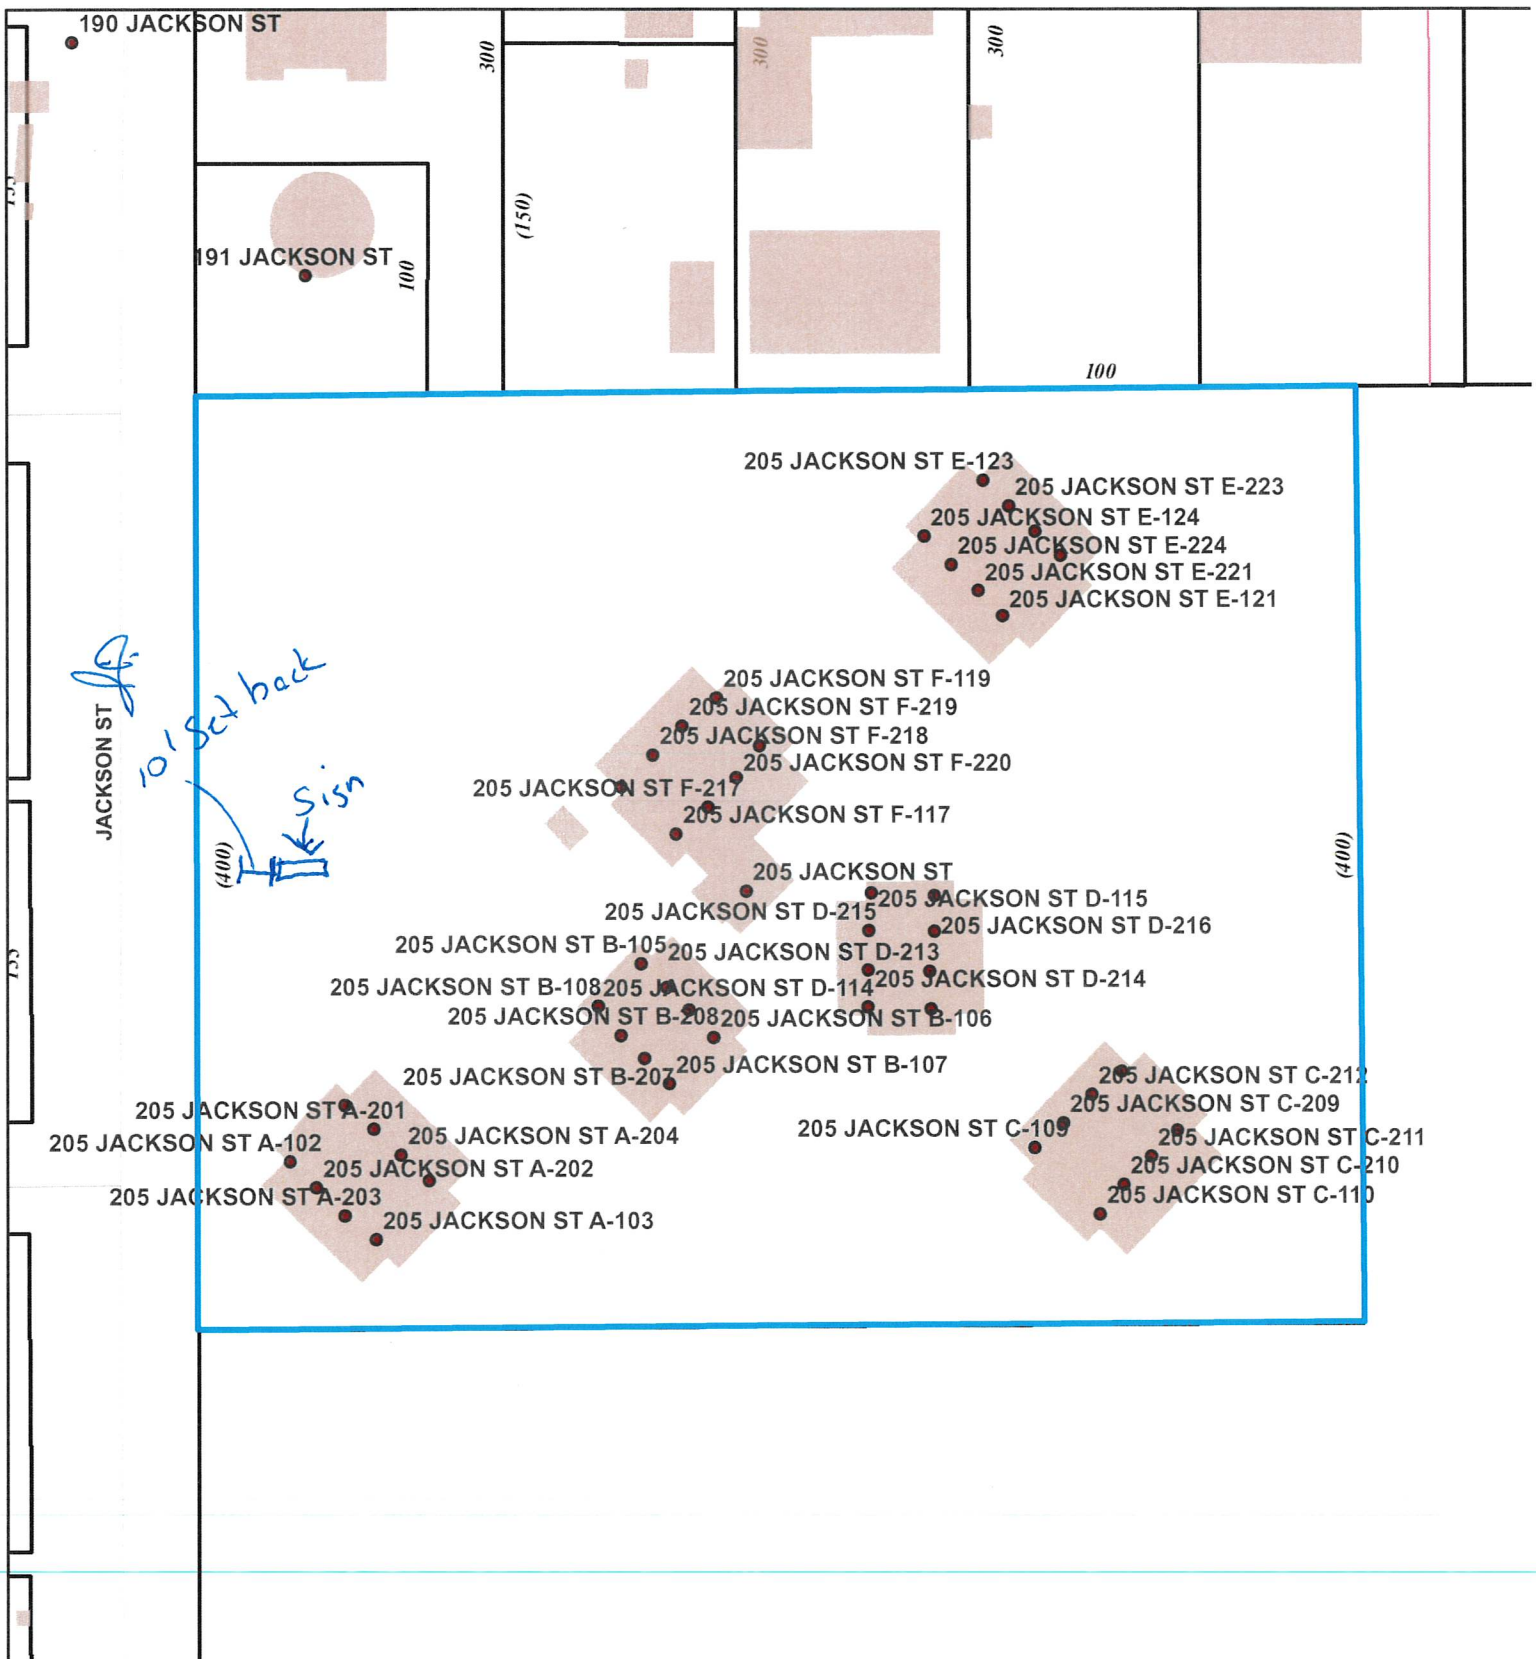 190 JACKSON ST
300
300
300
(150)
191 JACKSON ST
100
100
205 JACKSON ST E-123
205 JACKSON ST E-223
205 JACKSON ST E-124
205 JACKSON ST E-224
205 JACKSON ST E-221
205 JACKSON ST E-121
JACKSON ST
10' Set back
Sign
(400)
(400)
205 JACKSON ST F-119
205 JACKSON ST F-219
205 JACKSON ST F-218
205 JACKSON ST F-220
205 JACKSON ST F-217
205 JACKSON ST F-117
205 JACKSON ST
205 JACKSON ST D-115
205 JACKSON ST D-215
205 JACKSON ST D-216
205 JACKSON ST B-105
205 JACKSON ST D-213
205 JACKSON ST D-214
205 JACKSON ST B-108
205 JACKSON ST D-114
205 JACKSON ST B-208
205 JACKSON ST B-106
205 JACKSON ST B-107
205 JACKSON ST B-207
205 JACKSON ST C-212
205 JACKSON ST C-209
205 JACKSON ST C-109
205 JACKSON ST C-211
205 JACKSON ST C-210
205 JACKSON ST C-110
205 JACKSON ST A-201
205 JACKSON ST A-204
205 JACKSON ST A-102
205 JACKSON ST A-202
205 JACKSON ST A-203
205 JACKSON ST A-103